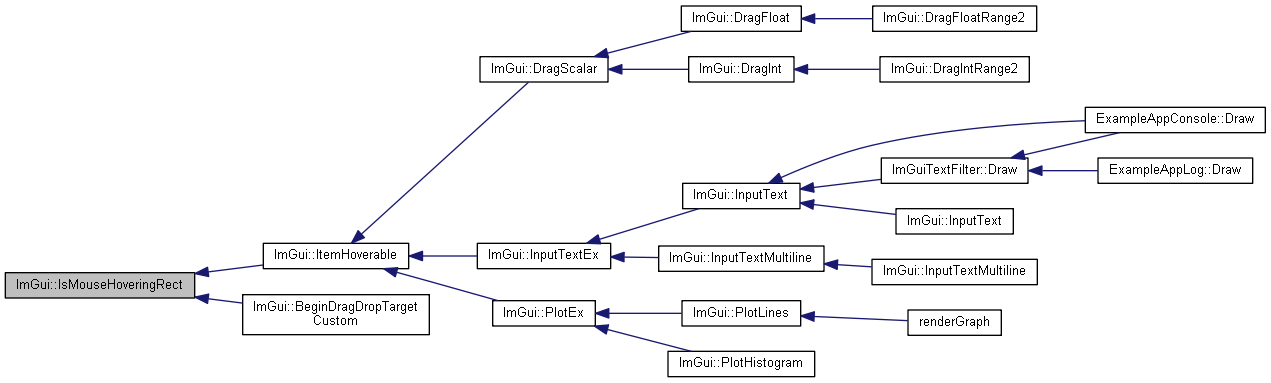 ImGui::DragFloat
ImGui::DragFloatRange2
ImGui::DragScalar
ImGui::DragInt
ImGui::DragIntRange2
ExampleAppConsole::Draw
ImGuiTextFilter::Draw
ExampleAppLog::Draw
ImGui::InputText
ImGui::InputText
ImGui::ItemHoverable
ImGui::InputTextEx
ImGui::InputTextMultiline
ImGui::InputTextMultiline
ImGui::IsMouseHoveringRect
ImGui::BeginDragDropTarget
Custom
ImGui::PlotEx
ImGui::PlotLines
renderGraph
ImGui::PlotHistogram